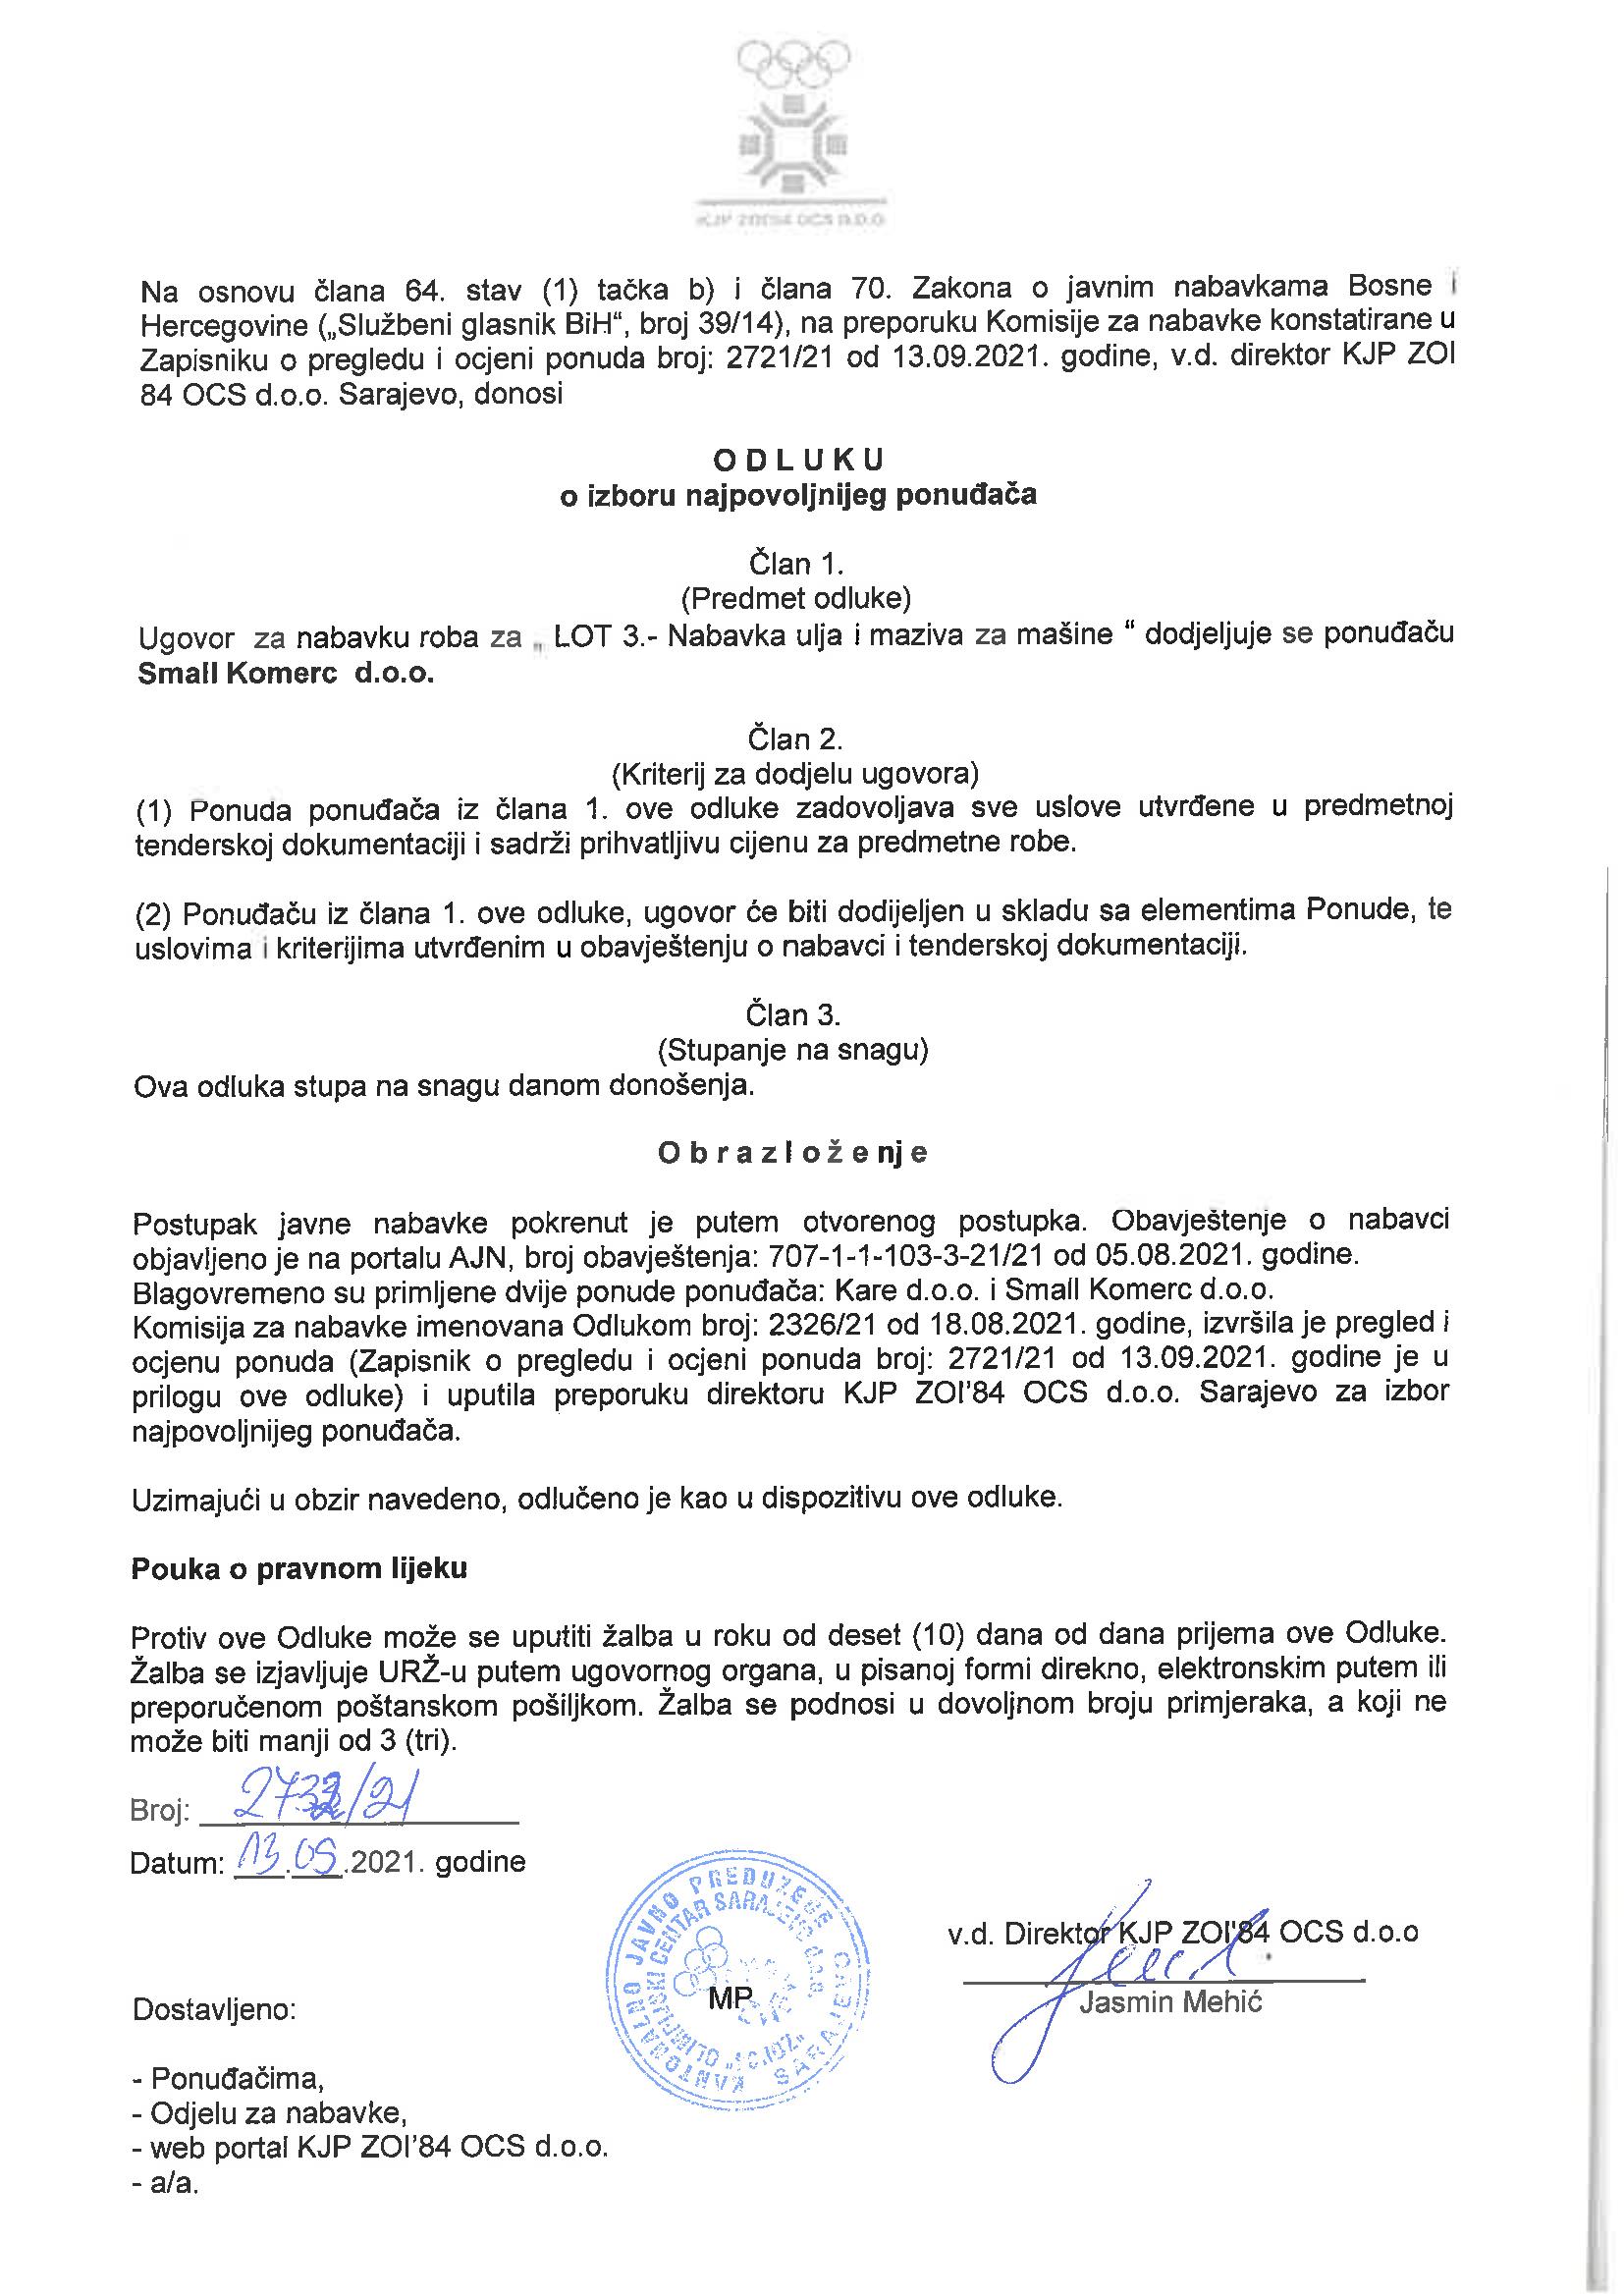 KJP ZOI'84 OCS D.O.O
Na osnovu člana 64. stav (1) tačka b) i člana 70. Zakona o javnim nabavkama Bosne i
Hercegovine („Službeni glasnik BiH“, broj 39/14), na preporuku Komisije za nabavke konstatirane u
Zapisniku o pregledu i ocjeni ponuda broj: 2721/21 od 13.09.2021. godine, v.d. direktor KJP ZOI
84 OCS d.o.o. Sarajevo, donosi
O D L U K U
o izboru najpovoljnijeg ponuđača
Član 1.
(Predmet odluke)
Ugovor za nabavku roba za „ LOT 3.- Nabavka ulja i maziva za mašine “ dodjeljuje se ponuđaču
Small Komerc d.o.o.
Član 2.
(Kriterij za dodjelu ugovora)
(1) Ponuda ponuđača iz člana 1. ove odluke zadovoljava sve uslove utvrđene u predmetnoj
tenderskoj dokumentaciji i sadrži prihvatljivu cijenu za predmetne robe.
(2) Ponuđaču iz člana 1. ove odluke, ugovor će biti dodijeljen u skladu sa elementima Ponude, te
uslovima i kriterijima utvrđenim u obavještenju o nabavci i tenderskoj dokumentaciji.
Član 3.
(Stupanje na snagu)
Ova odluka stupa na snagu danom donošenja.
O b r a z l o ž e nj e
Postupak javne nabavke pokrenut je putem otvorenog postupka. Obavještenje o nabavci
objavljeno je na portalu AJN, broj obavještenja: 707-1-1-103-3-21/21 od 05.08.2021. godine.
Blagovremeno su primljene dvije ponude ponuđača: Kare d.o.o. i Small Komerc d.o.o.
Komisija za nabavke imenovana Odlukom broj: 2326/21 od 18.08.2021. godine, izvršila je pregled i
ocjenu ponuda (Zapisnik o pregledu i ocjeni ponuda broj: 2721/21 od 13.09.2021. godine je u
prilogu ove odluke) i uputila preporuku direktoru KJP ZOI’84 OCS d.o.o. Sarajevo za izbor
najpovoljnijeg ponuđača.
Uzimajući u obzir navedeno, odlučeno je kao u dispozitivu ove odluke.
Pouka o pravnom lijeku
Protiv ove Odluke može se uputiti žalba u roku od deset (10) dana od dana prijema ove Odluke.
Žalba se izjavljuje URŽ-u putem ugovornog organa, u pisanoj formi direkno, elektronskim putem ili
preporučenom poštanskom pošiljkom. Žalba se podnosi u dovoljnom broju primjeraka, a koji ne
može biti manji od 3 (tri).
Broj:
Datum: 13.09.2021. godine
KANTONALNO JAVNO PREDUZEĆE SARAJEVO
OLIMPIJSKI CENTAR SARAJEVO d.o.o.
v.d. Direktor KJP ZOI'84 OCS d.o.o
MP
Jasmin Mehić
Dostavljeno:
- Ponuđačima,
- Odjelu za nabavke,
- web portal KJP ZOI’84 OCS d.o.o.
- a/a.